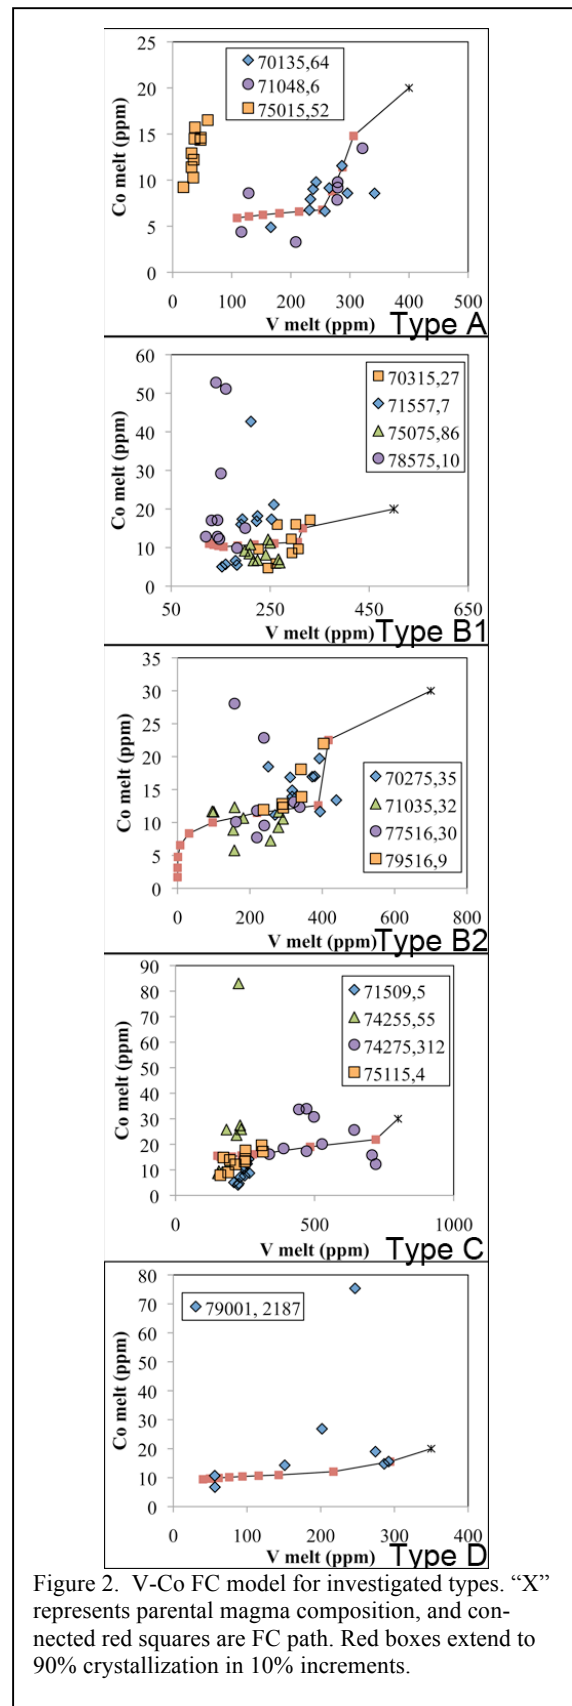 25
20
15
10
5
0
Co melt (ppm)
70135,64
71048,6
75015,52
0 100 200 300 400 500
V melt (ppm) Type A
60
50
40
30
20
10
0
Co melt (ppm)
70315,27
71557,7
75075,86
78575,10
50 250 450 650
V melt (ppm) Type B1
35
30
25
20
15
10
5
0
Co melt (ppm)
70275,35
71035,32
77516,30
79516,9
0 200 400 600 800
V melt (ppm) Type B2
90
80
70
60
50
40
30
20
10
0
Co melt (ppm)
71509,5
74255,55
74275,312
75115,4
0 500 1000
V melt (ppm) Type C
80
70
60
50
40
30
20
10
0
Co melt (ppm)
79001, 2187
0 100 200 300 400
V melt (ppm) Type D
Figure 2. V-Co FC model for investigated types. “X”
represents parental magma composition, and con-
nected red squares are FC path. Red boxes extend to
90% crystallization in 10% increments.